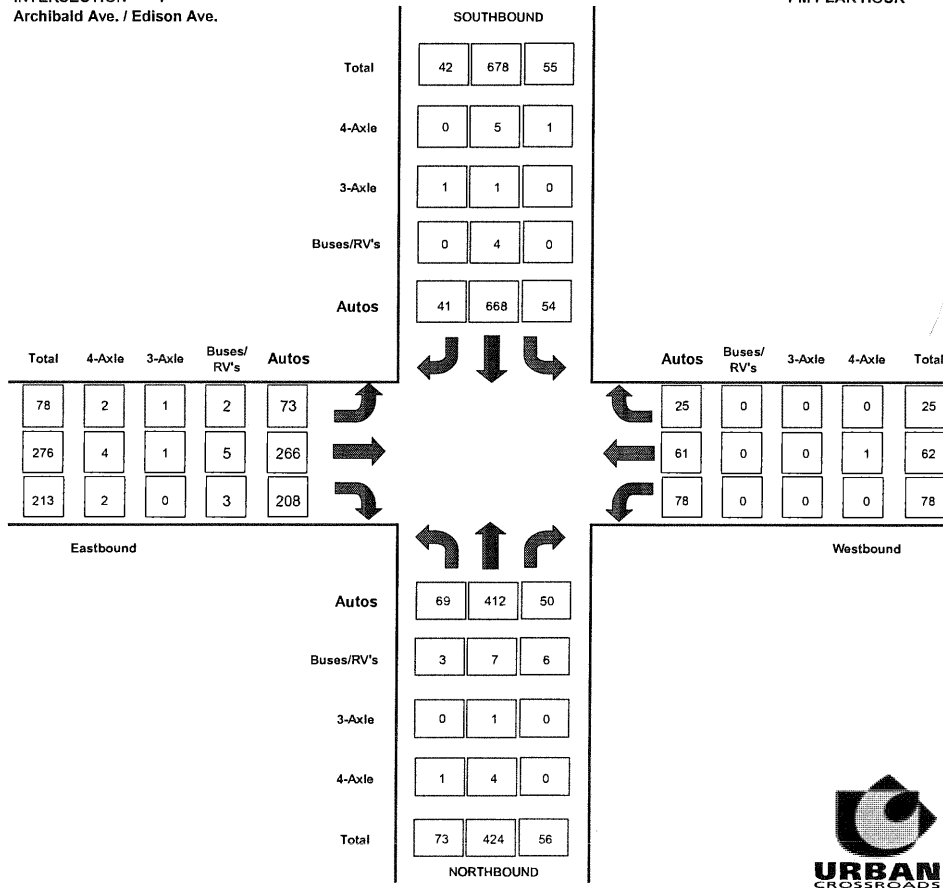 Archibald Ave. / Edison Ave.
SOUTHBOUND
Total 42 678 55
4-Axle 0 5 1
3-Axle 1 1 0
Buses/RV's 0 4 0
Autos 41 668 54
Total 4-Axle 3-Axle Buses/ RV's Autos
78 2 1 2 73
276 4 1 5 266
213 2 0 3 208
Eastbound
Autos Buses/ RV's 3-Axle 4-Axle Total
25 0 0 0 25
61 0 0 1 62
78 0 0 0 78
Westbound
Autos 69 412 50
Buses/RV's 3 7 6
3-Axle 0 1 0
4-Axle 1 4 0
Total 73 424 56
NORTHBOUND
URBAN
CROSSROADS